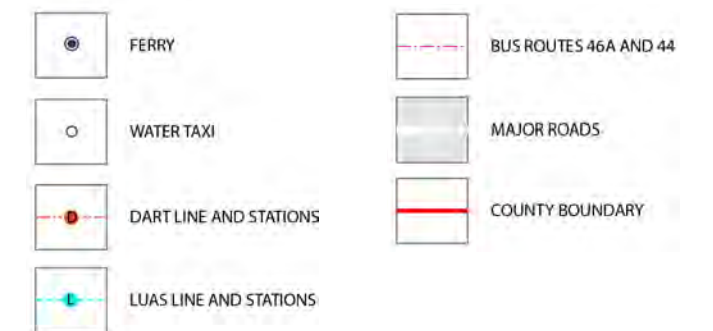 FERRY
WATER TAXI
D
DART LINE AND STATIONS
L
LUAS LINE AND STATIONS
BUS ROUTES 46A AND 44
MAJOR ROADS
COUNTY BOUNDARY